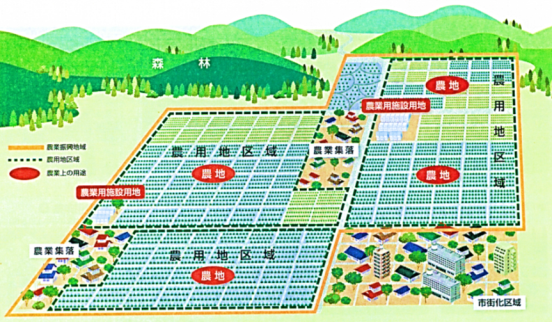 森林
農地
農用地区域
農業用施設用地
農用地区域
農業集落
農業振興地域
農用地区域
農業上の用途
農地
農地
農業用施設用地
農業集落
農用地区域
農地
市街化区域